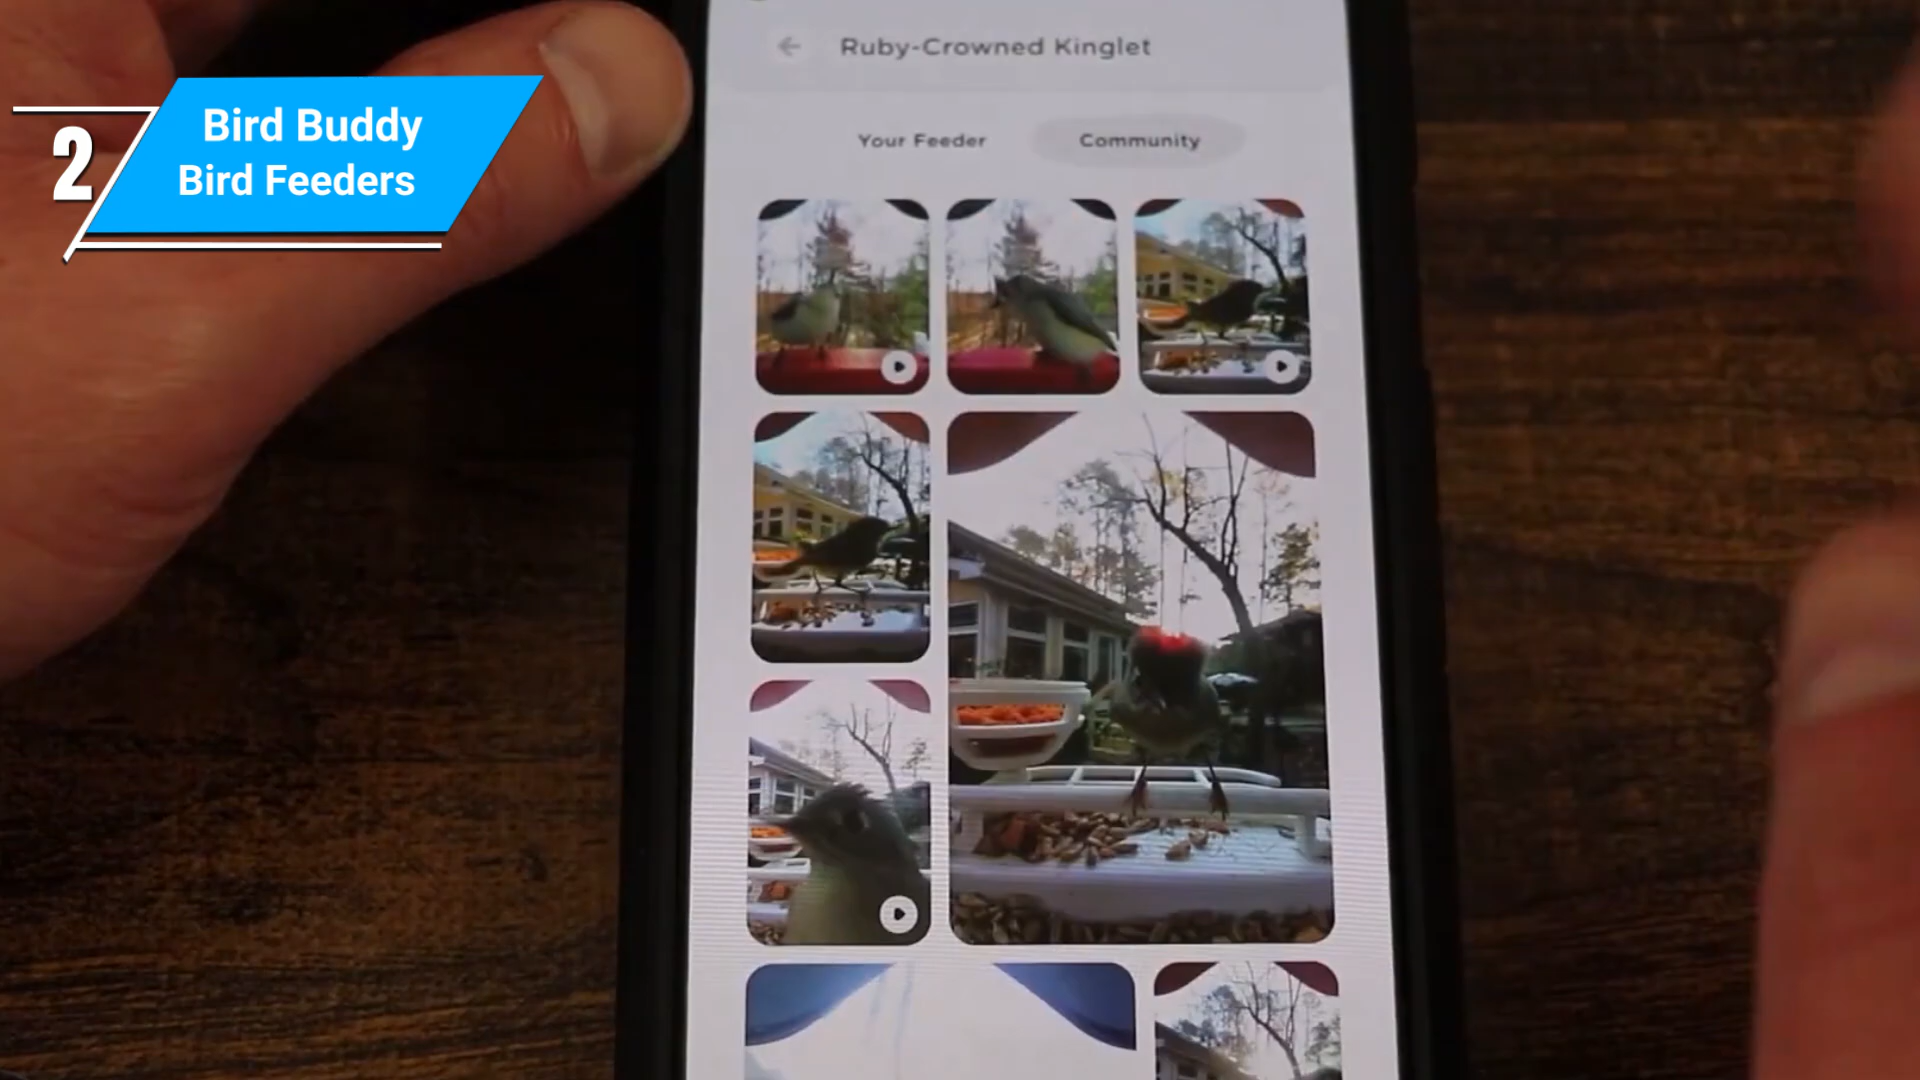 Ruby-Crowned Kinglet
2
Bird Buddy
Bird Feeders
Your Feeder
Community